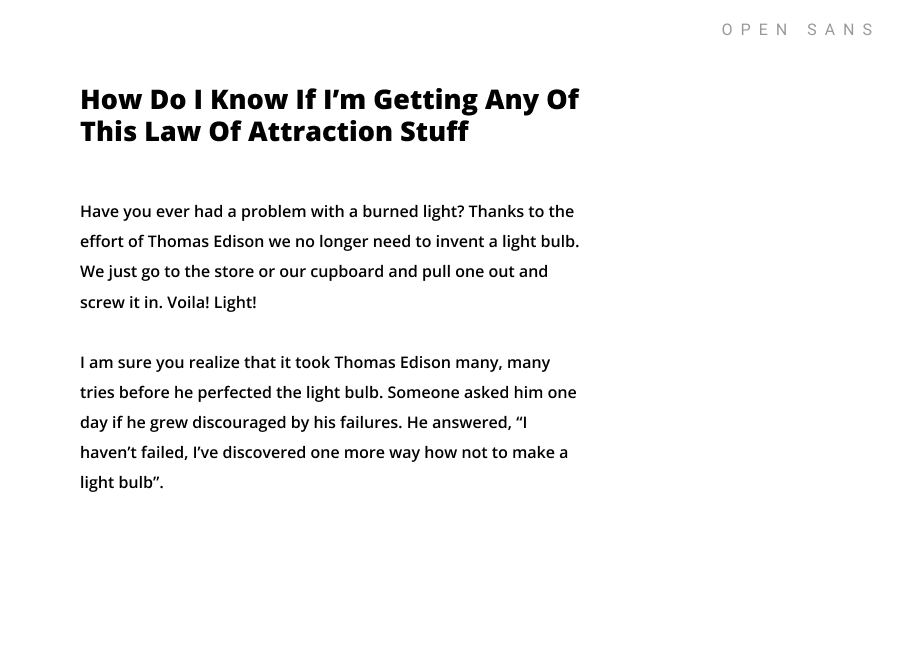 OPEN SANS
How Do I Know If I’m Getting Any Of
This Law Of Attraction Stuff
Have you ever had a problem with a burned light? Thanks to the
effort of Thomas Edison we no longer need to invent a light bulb.
We just go to the store or our cupboard and pull one out and
screw it in. Voila! Light!
I am sure you realize that it took Thomas Edison many, many
tries before he perfected the light bulb. Someone asked him one
day if he grew discouraged by his failures. He answered, “I
haven’t failed, I’ve discovered one more way how not to make a
light bulb”.